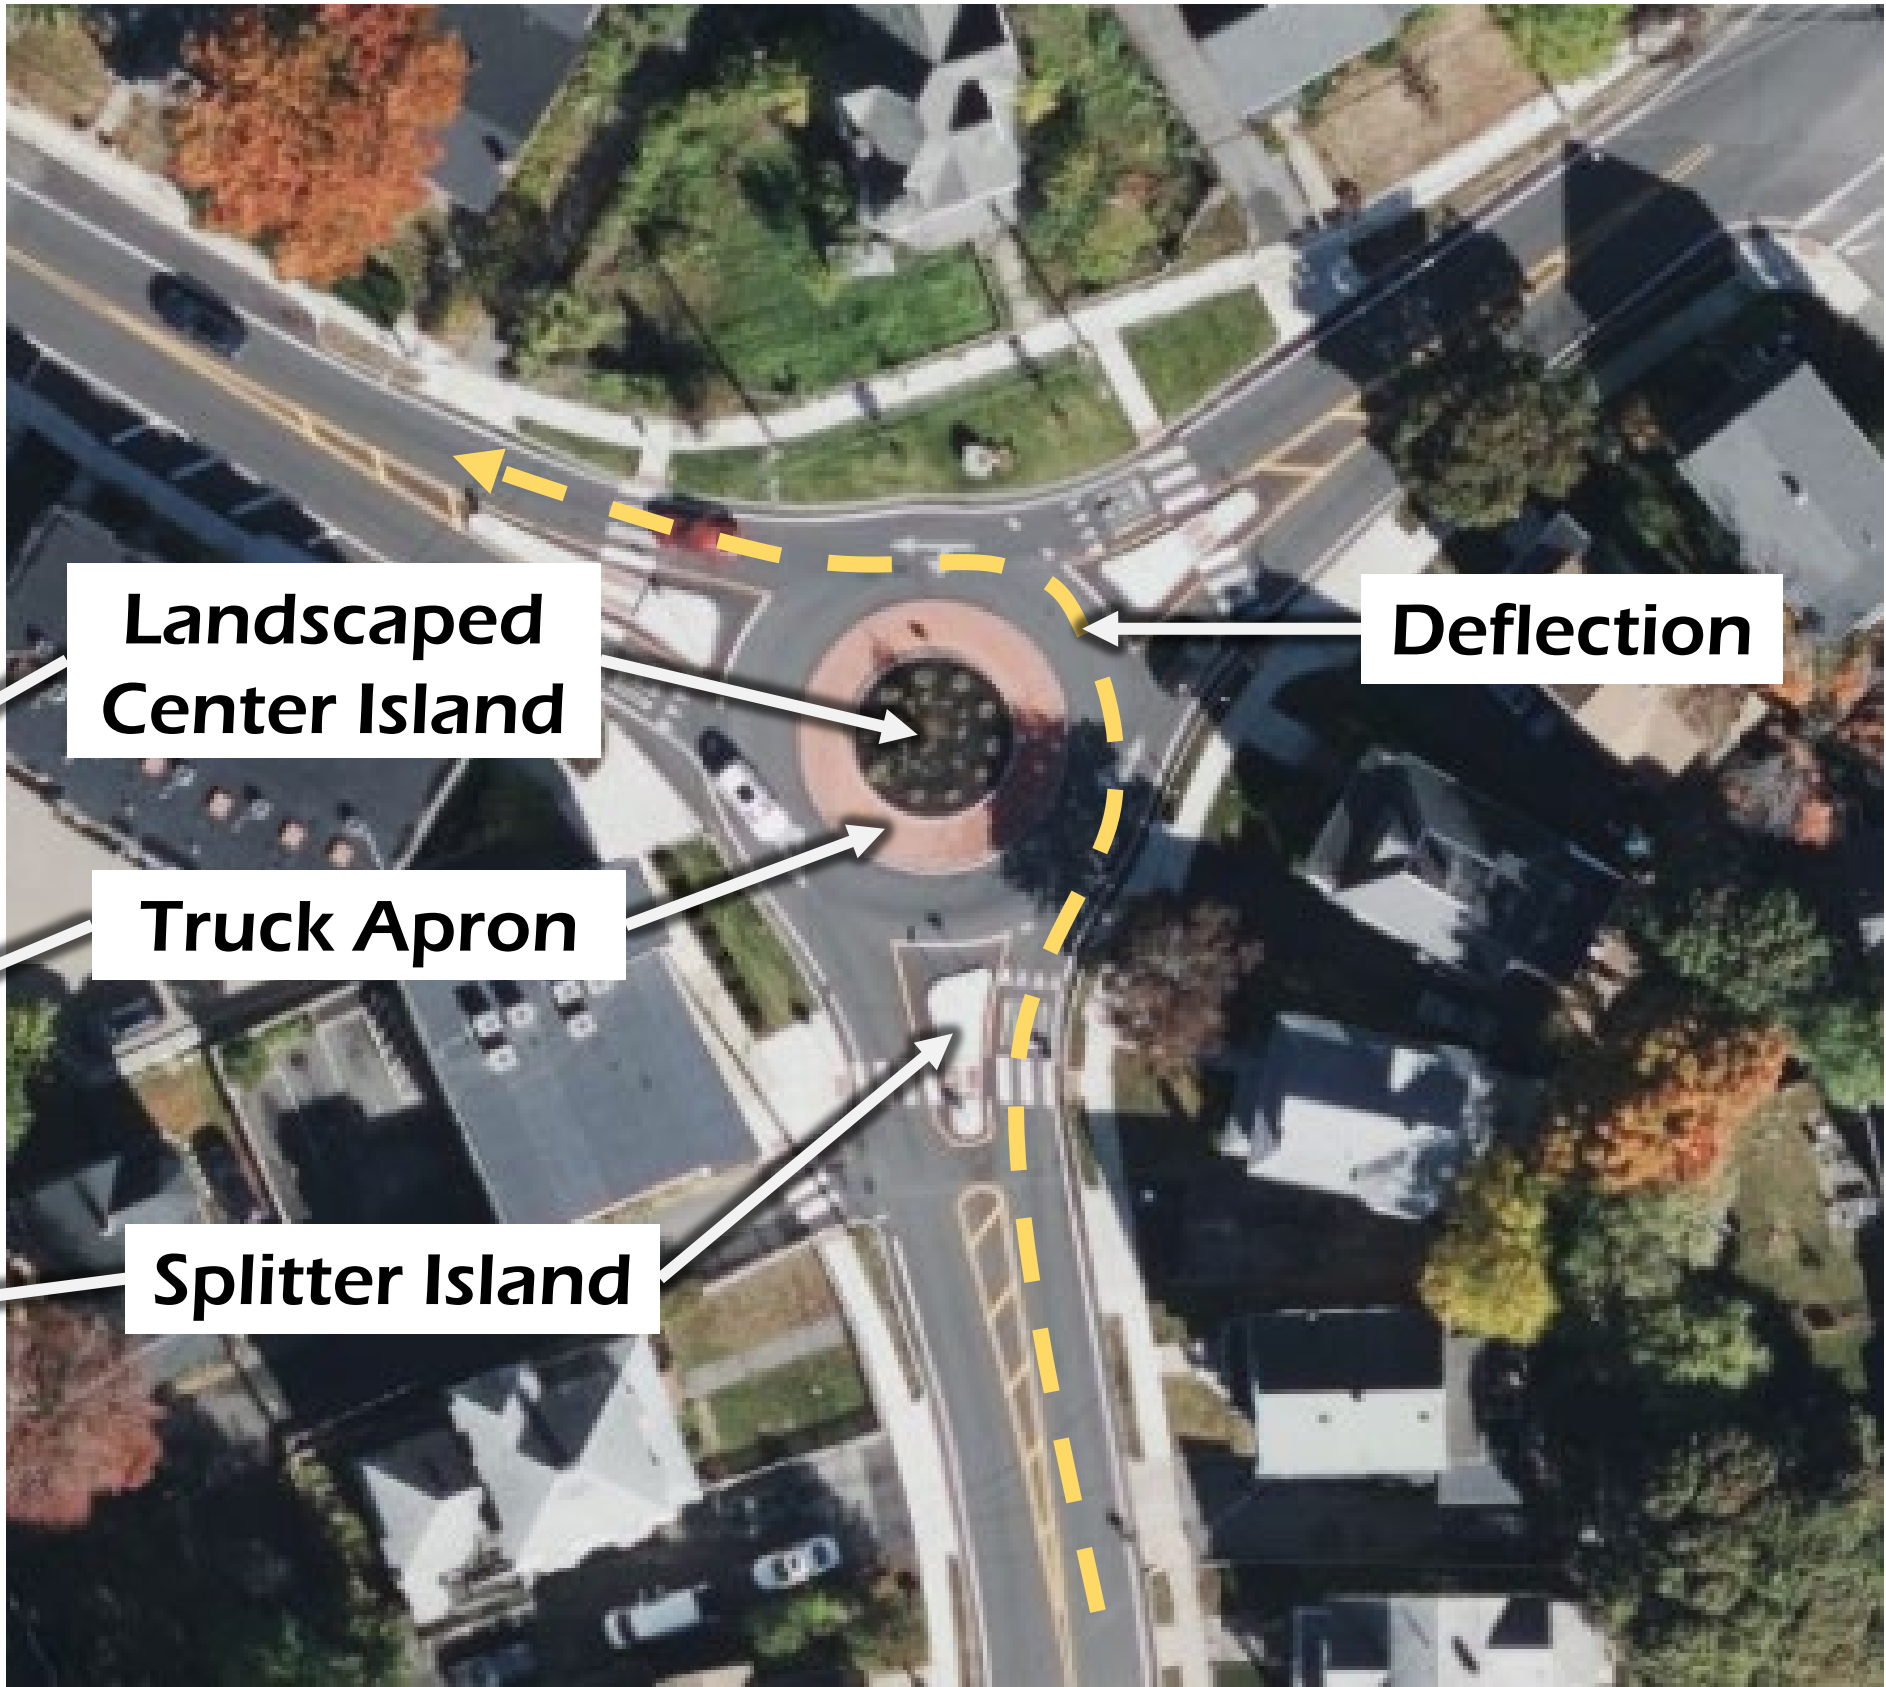 Landscaped
Center Island
Deflection
Truck Apron
Splitter Island